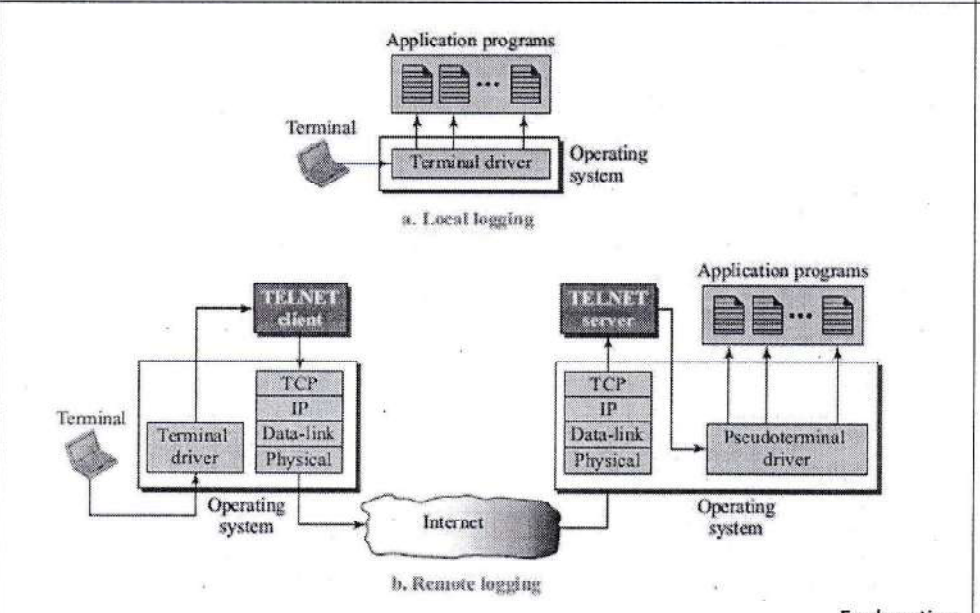 Application programs
...
Terminal
Terminal driver
Operating
system
a. Local logging
TELNET
client
TELNET
server
Application programs
...
TCP
IP
Data-link
Physical
Terminal
Terminal
driver
Operating
system
Internet
TCP
IP
Data-link
Physical
Pseudoterminal
driver
Operating
system
b. Remote logging